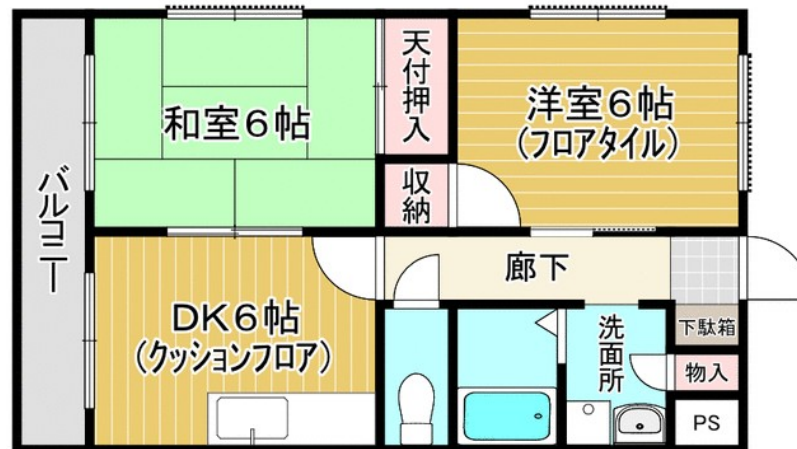 和室6帖
天付押入
収納
洋室6帖
(フロアタイル)
バルコニー
廊下
DK6帖
(クッションフロア)
洗面所
下駄箱
物入
PS